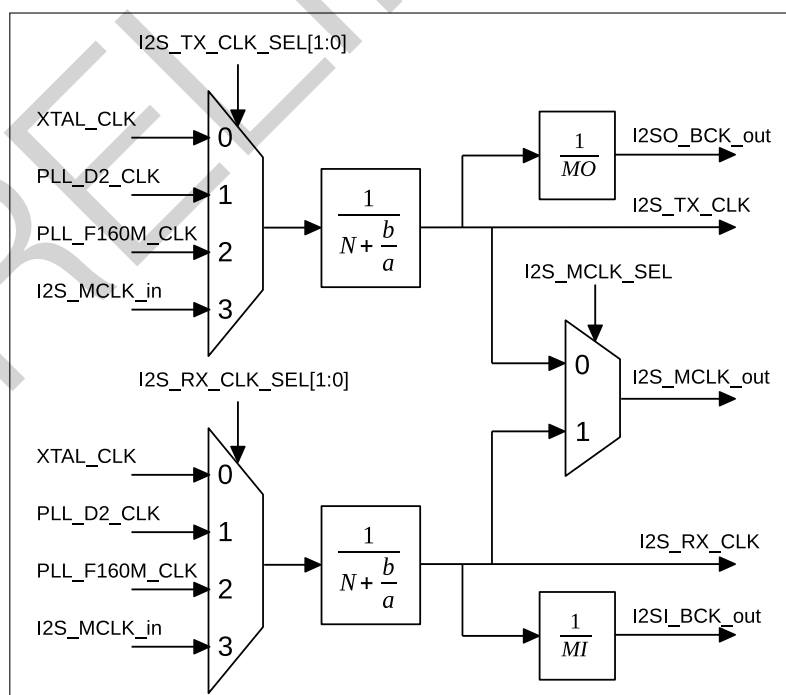 I2S_TX_CLK_SEL[1:0]
XTAL_CLK
0
PLL_D2_CLK
1
PLL_F160M_CLK
2
I2S_MCLK_in
3
1
N + b
a
1
MO
I2SO_BCK_out
I2S_TX_CLK
I2S_MCLK_SEL
0
1
I2S_MCLK_out
I2S_RX_CLK_SEL[1:0]
XTAL_CLK
0
PLL_D2_CLK
1
PLL_F160M_CLK
2
I2S_MCLK_in
3
1
N + b
a
I2S_RX_CLK
1
MI
I2SI_BCK_out